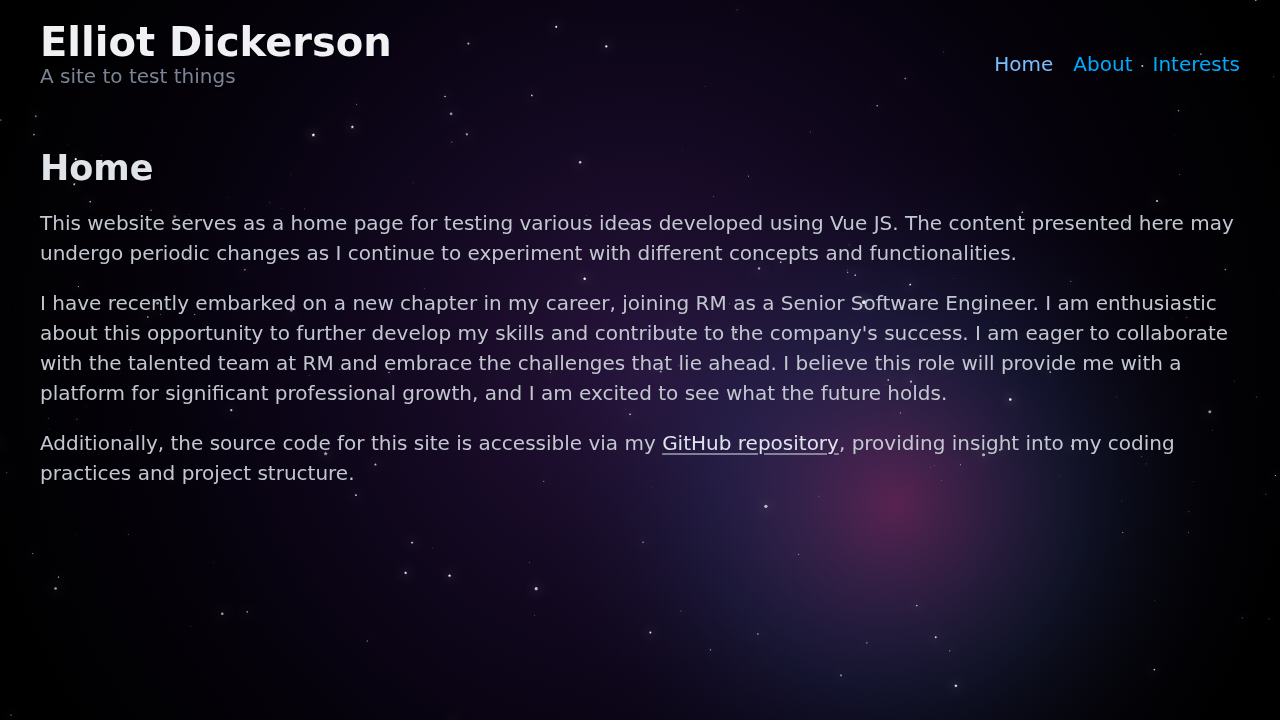 Elliot Dickerson
A site to test things
Home About · Interests
Home
This website serves as a home page for testing various ideas developed using Vue JS. The content presented here may
undergo periodic changes as I continue to experiment with different concepts and functionalities.
I have recently embarked on a new chapter in my career, joining RM as a Senior Software Engineer. I am enthusiastic
about this opportunity to further develop my skills and contribute to the company's success. I am eager to collaborate
with the talented team at RM and embrace the challenges that lie ahead. I believe this role will provide me with a
platform for significant professional growth, and I am excited to see what the future holds.
Additionally, the source code for this site is accessible via my GitHub repository, providing insight into my coding
practices and project structure.